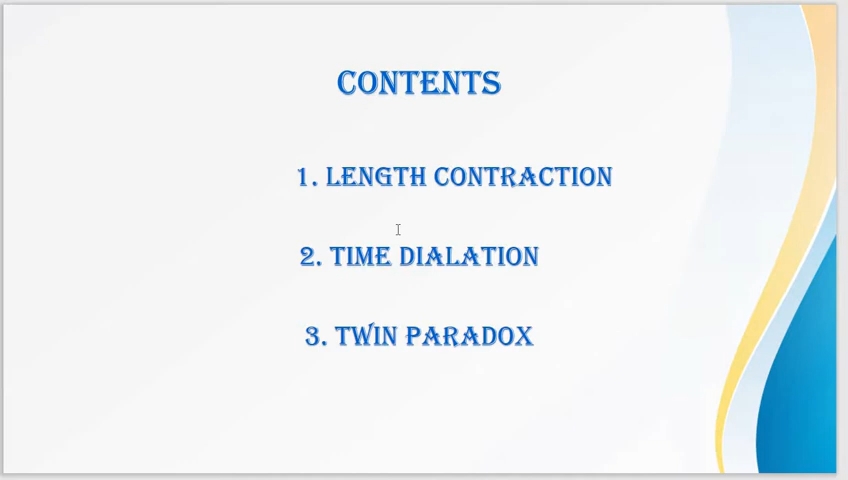 CONTENTS
1. LENGTH CONTRACTION
2. TIME DIALATION
3. TWIN PARADOX